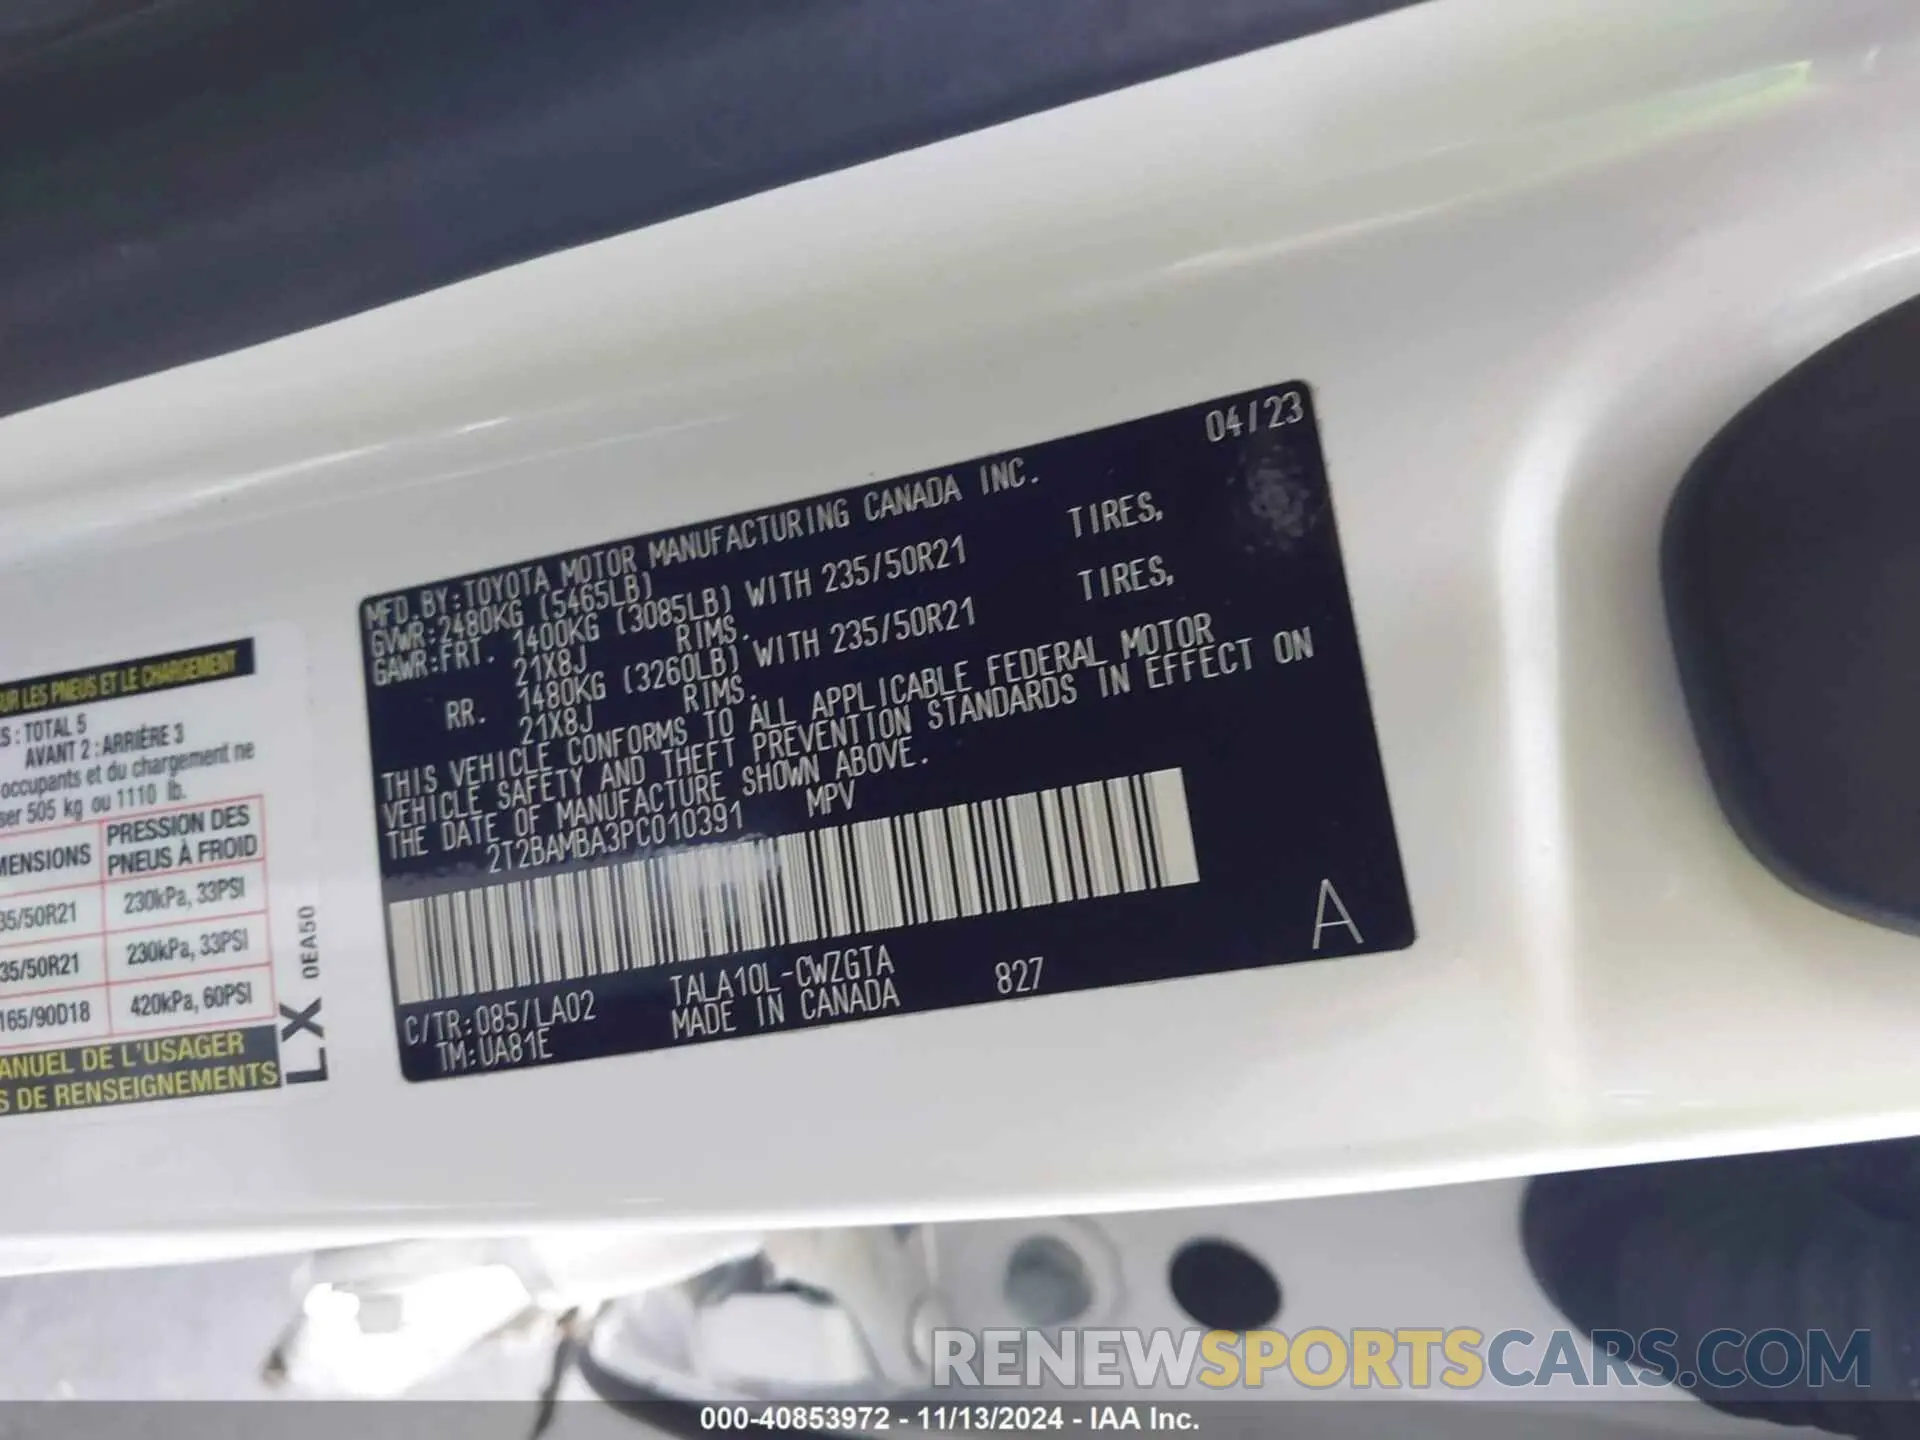 04/23
MFD.BY:TOYOTA MOTOR MANUFACTURING CANADA INC.
GVWR:2480KG (5465LB)
GAWR:FRT. 1400KG (3085LB) WITH 235/50R21 TIRES,
21X8J RIMS.
RR. 1480KG (3260LB) WITH 235/50R21 TIRES,
21X8J RIMS.
THIS VEHICLE CONFORMS TO ALL APPLICABLE FEDERAL MOTOR
VEHICLE SAFETY AND THEFT PREVENTION STANDARDS IN EFFECT ON
THE DATE OF MANUFACTURE SHOWN ABOVE.
2T2BAMBA3PC010391 MPV
C/TR:085/LA02 TALA10L-CWZGTA 827
TM:UA81E MADE IN CANADA
A
UR LES PNEUS ET LE CHARGEMENT
S : TOTAL 5
AVANT 2 : ARRIÈRE 3
occupants et du chargement ne
ser 505 kg ou 1110 lb.
MENSIONS PRESSION DES
PNEUS À FROID
35/50R21 230kPa, 33PSI
35/50R21 230kPa, 33PSI
165/90D18 420kPa, 60PSI
ANUEL DE L'USAGER
S DE RENSEIGNEMENTS
LX 0EA50
RENEWSPORTSCARS.COM
000-40853972 - 11/13/2024 - IAA Inc.